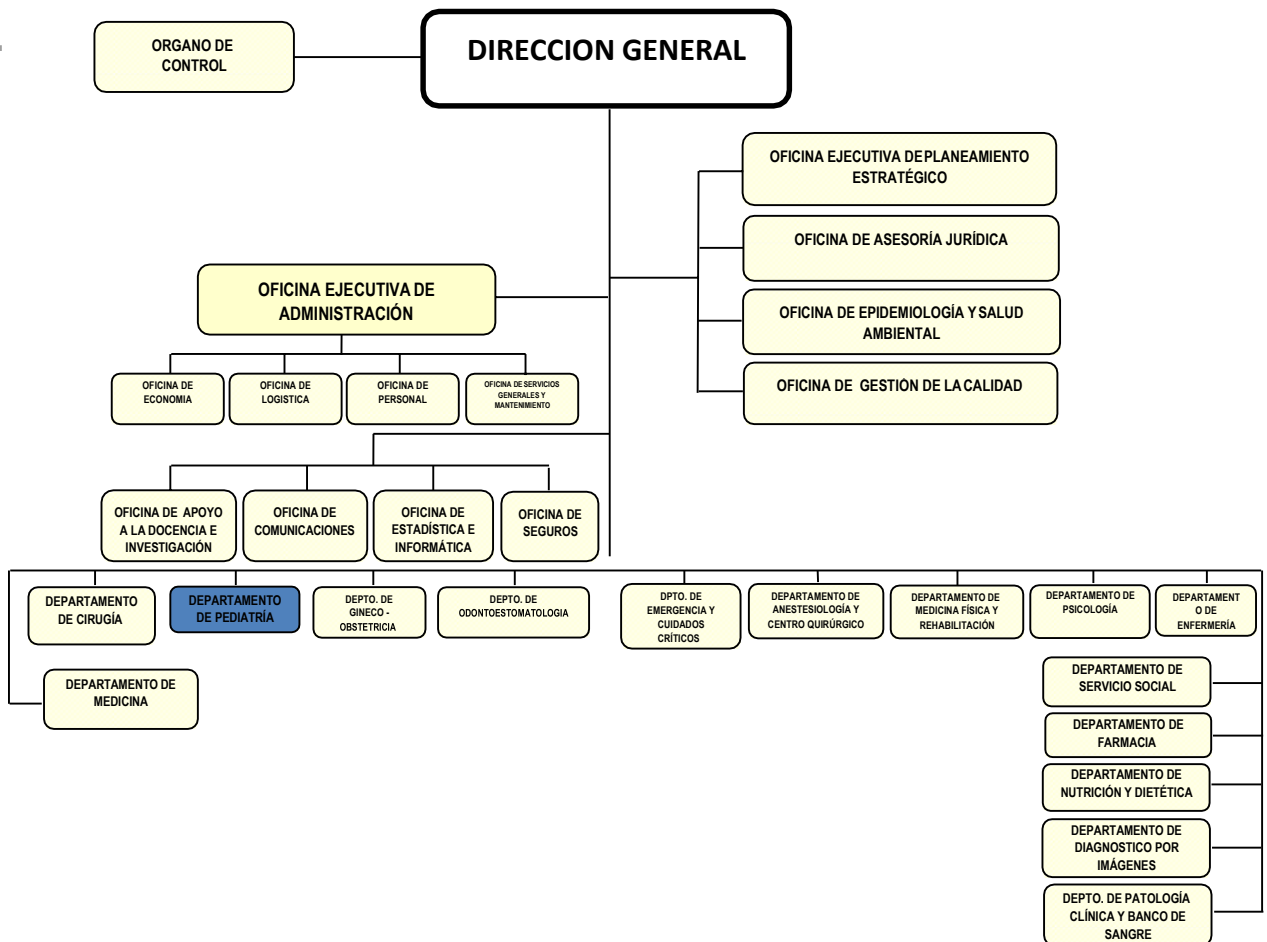 ORGANO DE
CONTROL
DIRECCION GENERAL
OFICINA EJECUTIVA DE PLANEAMIENTO
ESTRATÉGICO
OFICINA DE ASESORÍA JURÍDICA
OFICINA DE EPIDEMIOLOGÍA Y SALUD
AMBIENTAL
OFICINA DE GESTIÓN DE LA CALIDAD
OFICINA EJECUTIVA DE
ADMINISTRACIÓN
OFICINA DE
ECONOMIA
OFICINA DE
LOGISTICA
OFICINA DE
PERSONAL
OFICINA DE SERVICIOS
GENERALES Y
MANTENIMIENTO
OFICINA DE APOYO
A LA DOCENCIA E
INVESTIGACIÓN
OFICINA DE
COMUNICACIONES
OFICINA DE
ESTADÍSTICA E
INFORMÁTICA
OFICINA DE
SEGUROS
DEPARTAMENTO
DE CIRUGÍA
DEPARTAMENTO
DE PEDIATRÍA
DEPTO. DE
GINECO -
OBSTETRICIA
DEPTO. DE
ODONTOESTOMATOLOGIA
DPTO. DE
EMERGENCIA Y
CUIDADOS
CRÍTICOS
DEPARTAMENTO DE
ANESTESIOLOGÍA Y
CENTRO QUIRÚRGICO
DEPARTAMENTO DE
MEDICINA FÍSICA Y
REHABILITACIÓN
DEPARTAMENTO DE
PSICOLOGÍA
DEPARTAMENT
O DE
ENFERMERÍA
DEPARTAMENTO DE
MEDICINA
DEPARTAMENTO DE
SERVICIO SOCIAL
DEPARTAMENTO DE
FARMACIA
DEPARTAMENTO DE
NUTRICIÓN Y DIETÉTICA
DEPARTAMENTO DE
DIAGNOSTICO POR
IMÁGENES
DEPTO. DE PATOLOGÍA
CLÍNICA Y BANCO DE
SANGRE